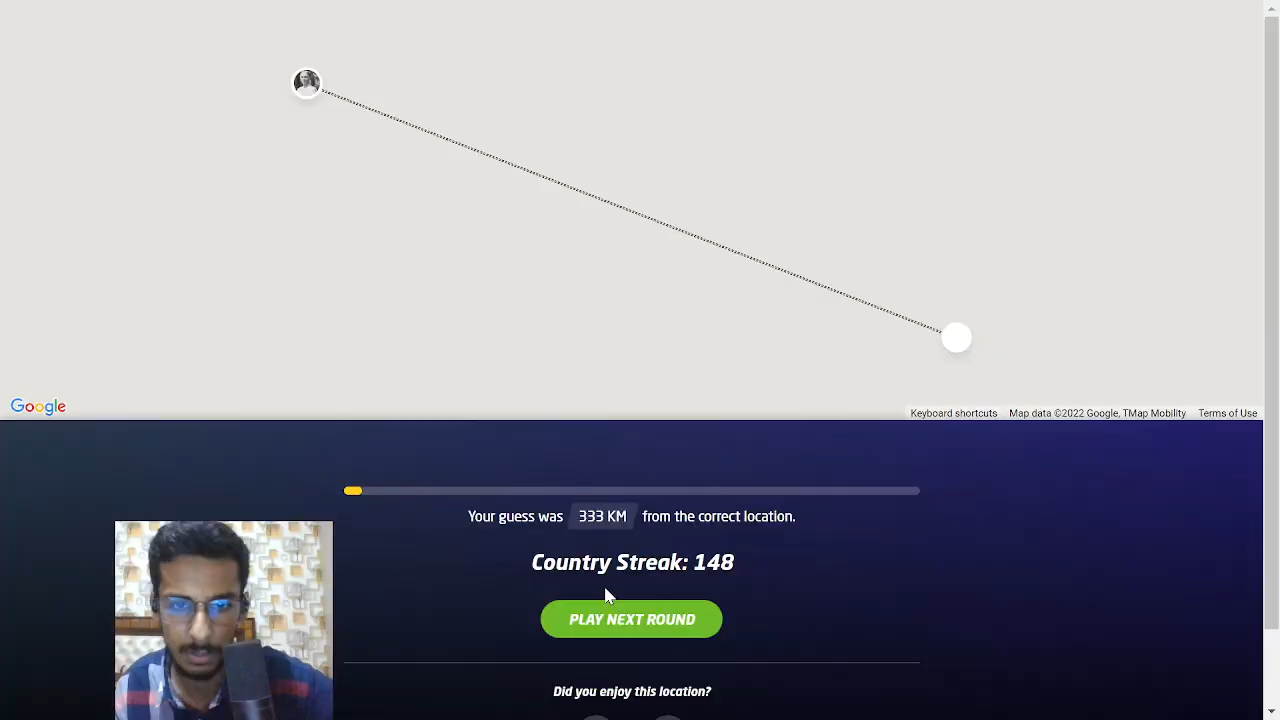 Google
Keyboard shortcuts Map data ©2022 Google, TMap Mobility Terms of Use
Your guess was 333 KM from the correct location.
Country Streak: 148
PLAY NEXT ROUND
Did you enjoy this location?